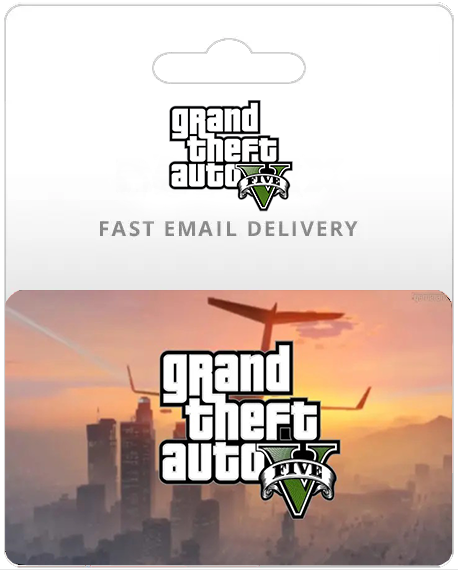 grand
theft
auto
FIVE
FAST EMAIL DELIVERY
grand
theft
auto
FIVE